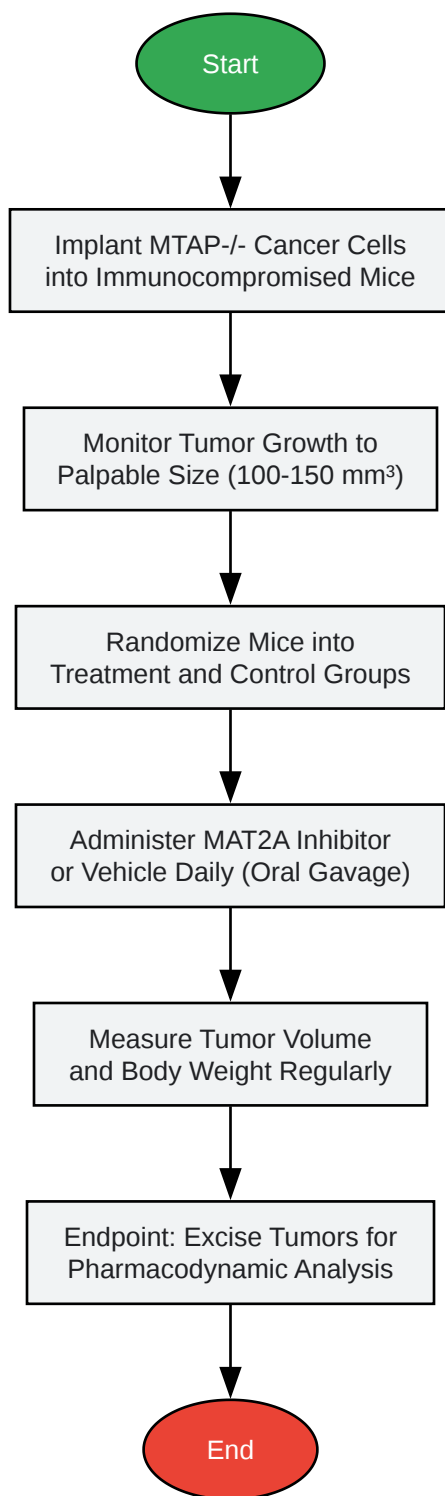 Start
Implant MTAP-/- Cancer Cells
into Immunocompromised Mice
Monitor Tumor Growth to
Palpable Size (100-150 mm³)
Randomize Mice into
Treatment and Control Groups
Administer MAT2A Inhibitor
or Vehicle Daily (Oral Gavage)
Measure Tumor Volume
and Body Weight Regularly
Endpoint: Excise Tumors for
Pharmacodynamic Analysis
End